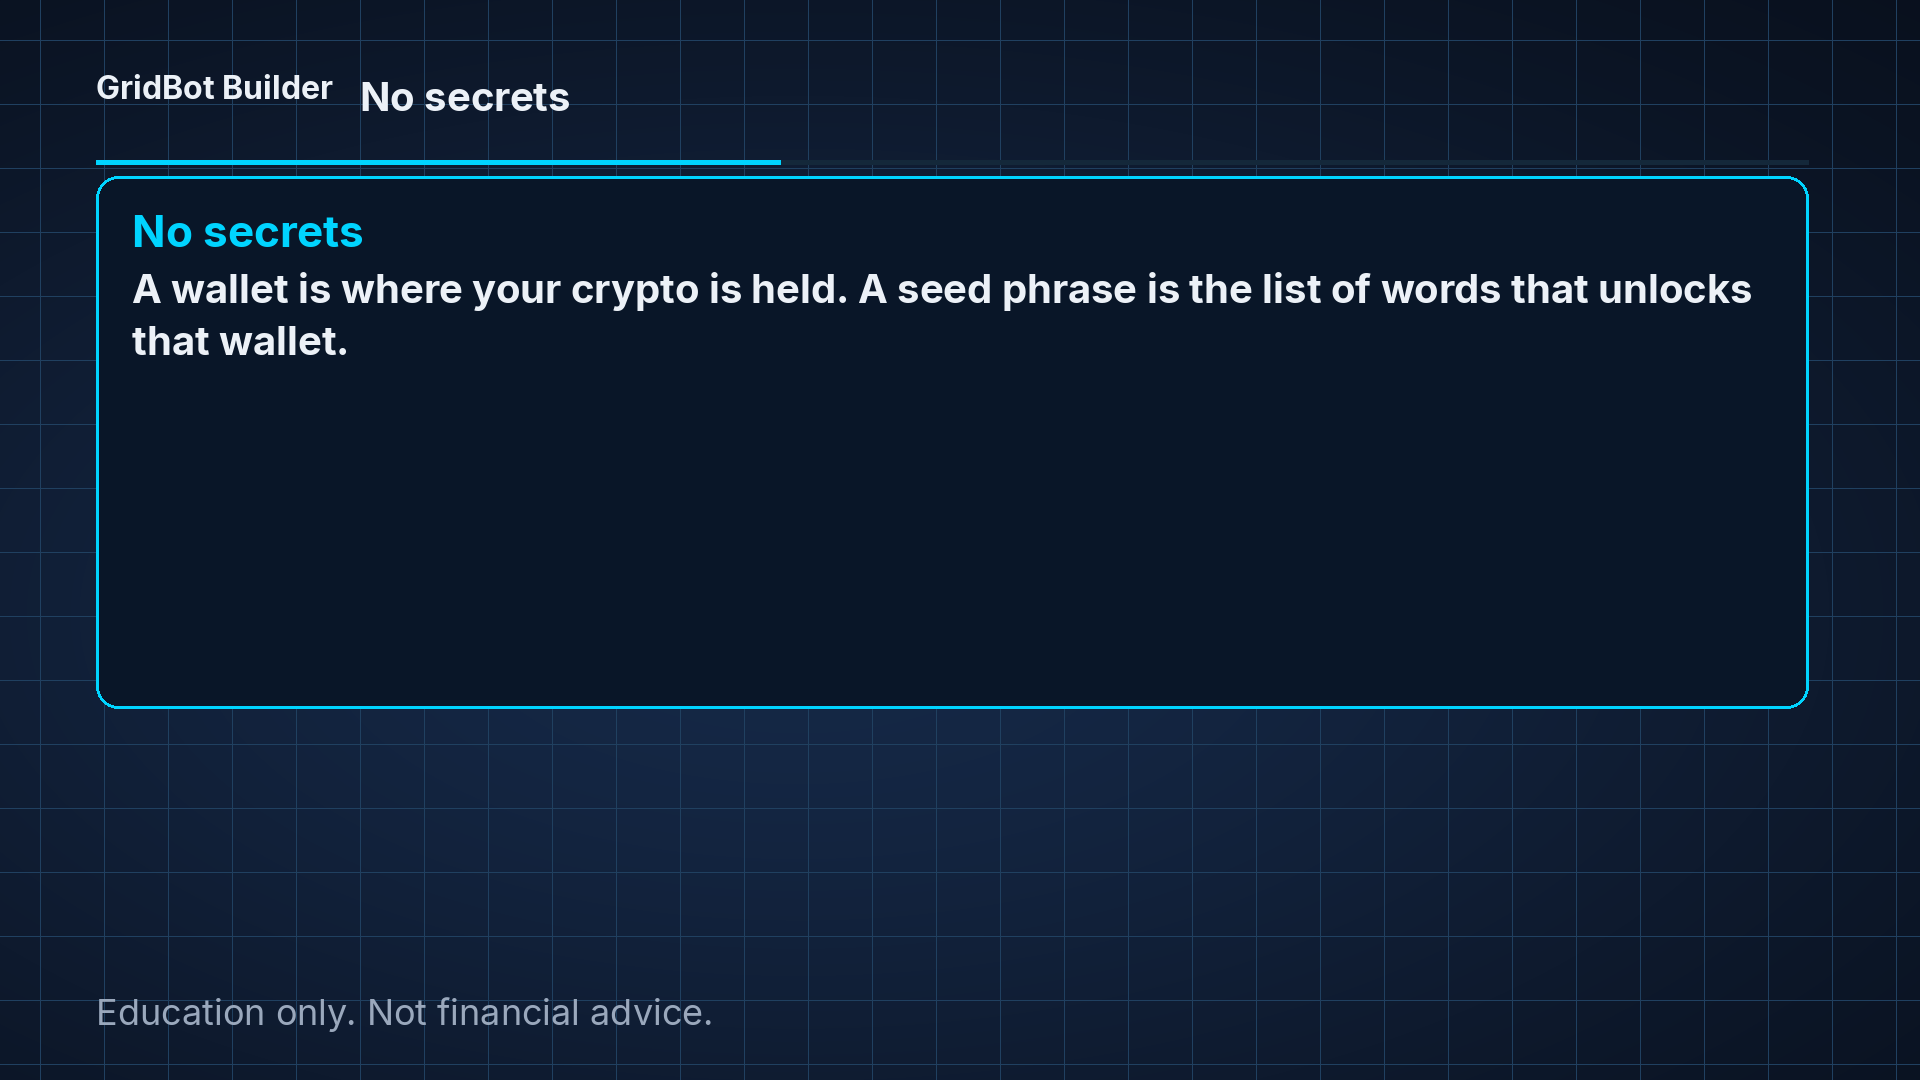 GridBot Builder
No secrets
No secrets
A wallet is where your crypto is held. A seed phrase is the list of words that unlocks
that wallet.
Education only. Not financial advice.